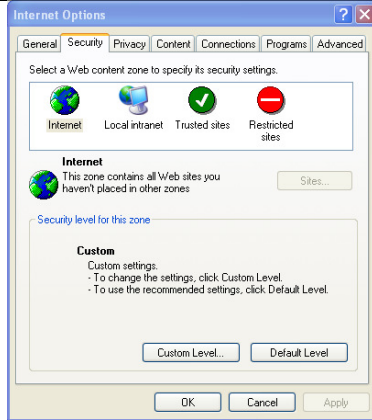 Internet Options
General Security Privacy Content Connections Programs Advanced
Select a Web content zone to specify its security settings.
Internet Local intranet Trusted sites Restricted
sites
Internet
This zone contains all Web sites you
haven't placed in other zones
Sites...
Security level for this zone
Custom
Custom settings.
- To change the settings, click Custom Level.
- To use the recommended settings, click Default Level.
Custom Level... Default Level
OK Cancel Apply